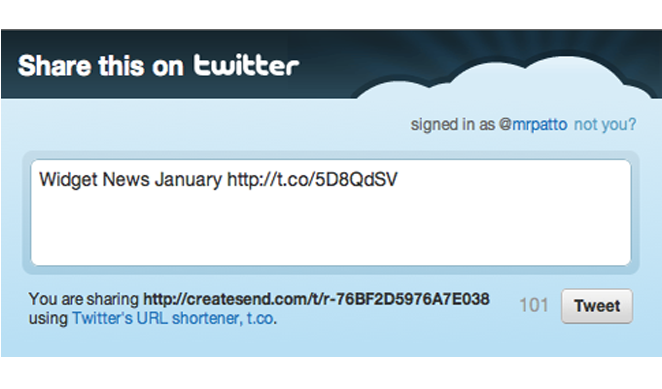 Share this on twitter
signed in as @mrpatto not you?
Widget News January http://t.co/5D8QdSV
You are sharing http://createsend.com/t/r-76BF2D5976A7E038
using Twitter's URL shortener, t.co.
101 Tweet